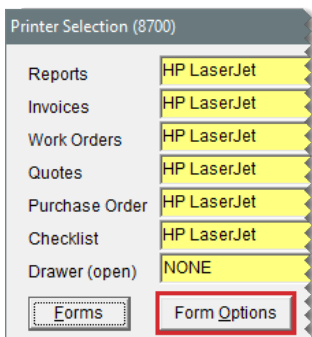 Printer Selection (8700)
Reports HP LaserJet
Invoices HP LaserJet
Work Orders HP LaserJet
Quotes HP LaserJet
Purchase Order HP LaserJet
Checklist HP LaserJet
Drawer (open) NONE
Forms Form Options